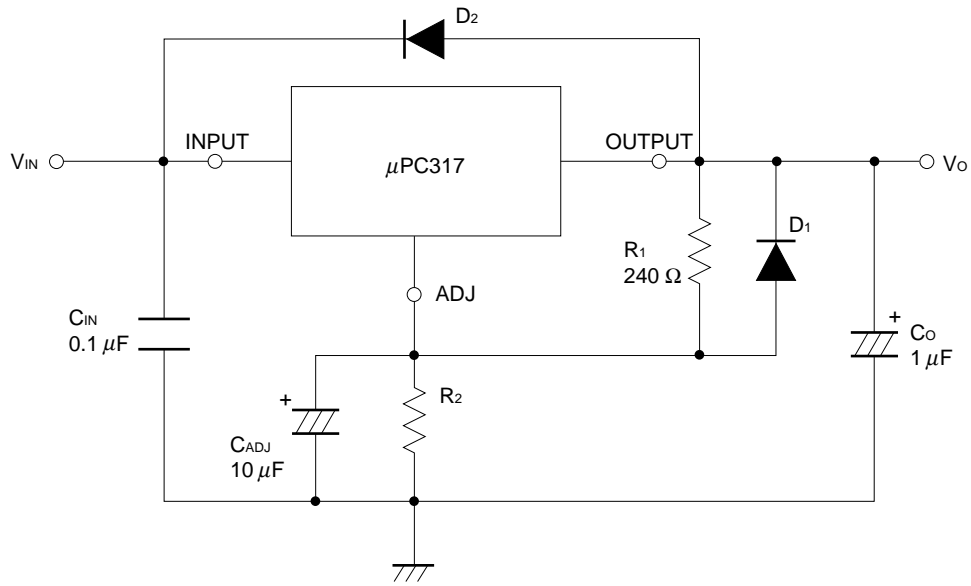 D2
INPUT
OUTPUT
VIN
μPC317
VO
R1
240 Ω
D1
ADJ
CIN
0.1 μF
+
CO
1 μF
R2
+
CADJ
10 μF